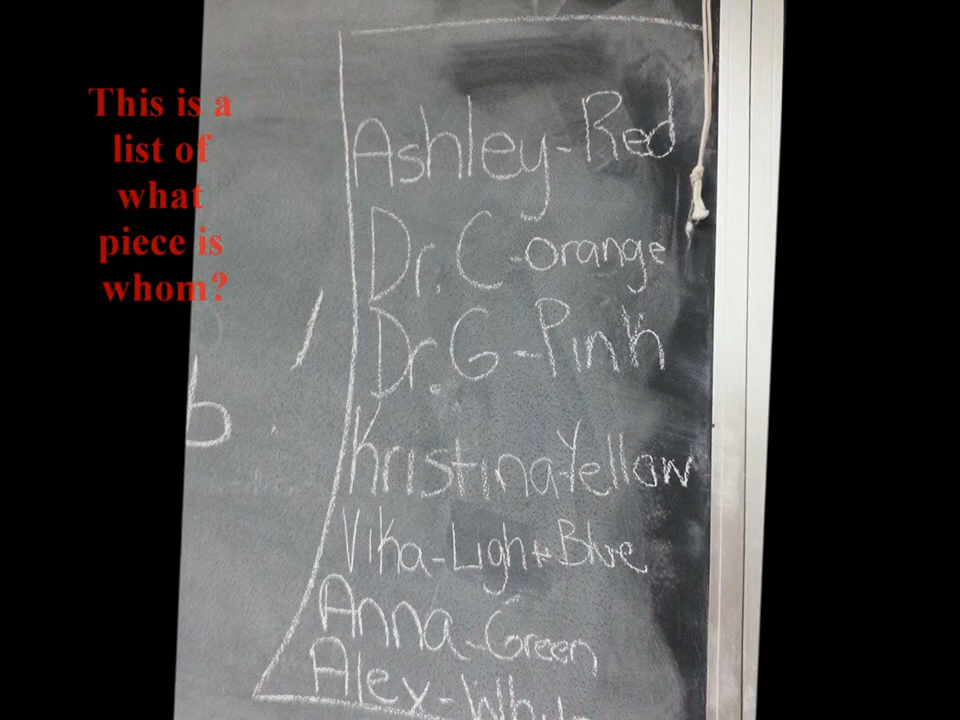 This is a
list of
what
piece is
whom?
Ashley-Red
Dr. C-orange
Dr. G-Pink
b
Kristina-Yellow
Vika-Light Blue
Anna-Green
Alex-